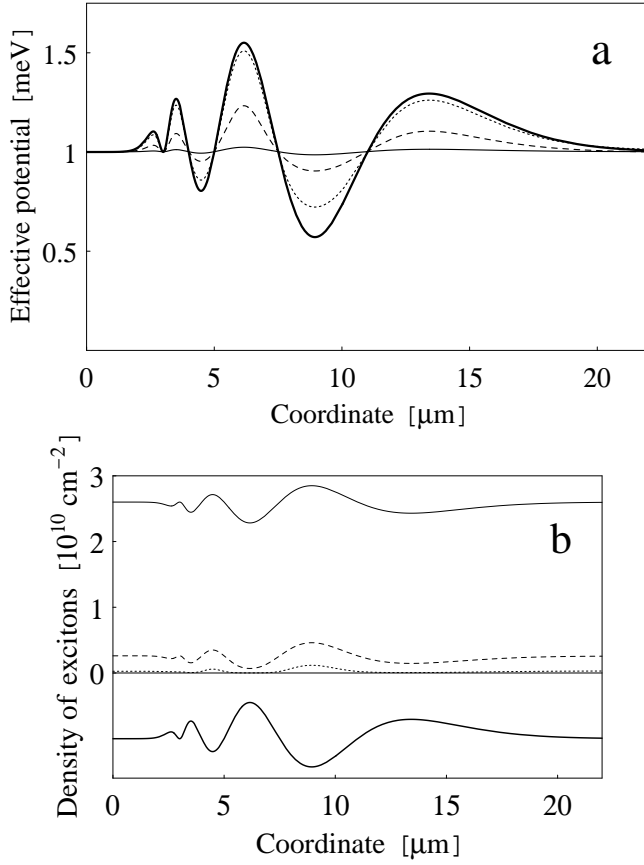 a
Effective potential [meV]
1.5
1
0.5
0 5 10 15 20
Coordinate [μm]
b
Density of excitons [10¹⁰ cm⁻²]
3
2
1
0
0 5 10 15 20
Coordinate [μm]